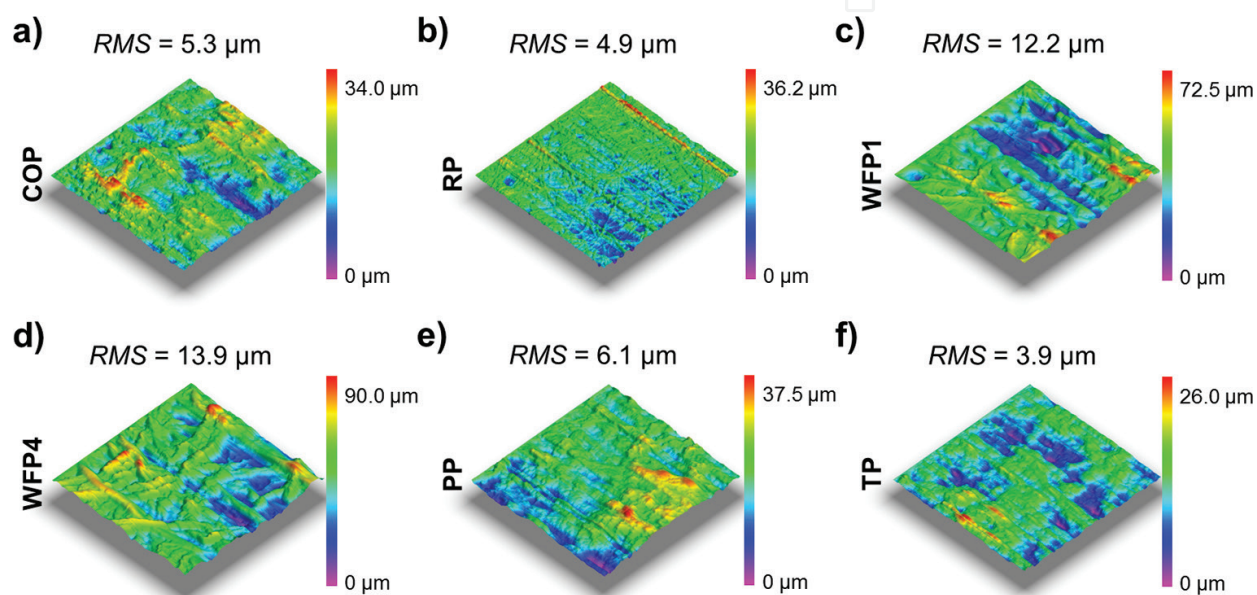 a)
RMS = 5.3 µm
34.0 µm
0 µm
COP
b)
RMS = 4.9 µm
36.2 µm
0 µm
RP
c)
RMS = 12.2 µm
72.5 µm
0 µm
WFP1
d)
RMS = 13.9 µm
90.0 µm
0 µm
WFP4
e)
RMS = 6.1 µm
37.5 µm
0 µm
PP
f)
RMS = 3.9 µm
26.0 µm
0 µm
TP